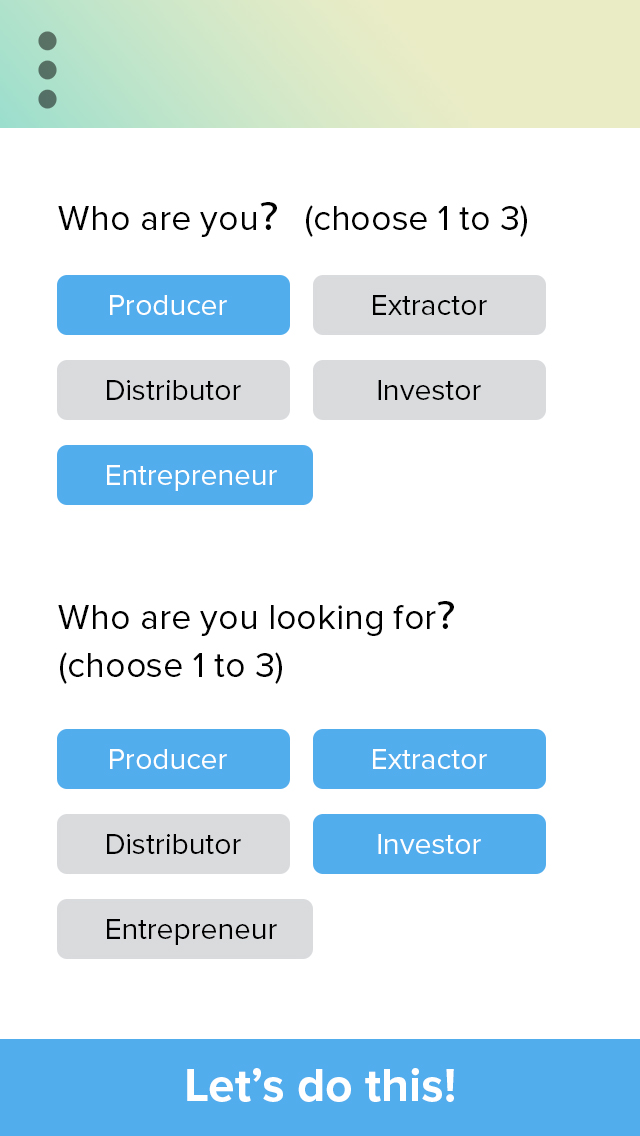 Who are you? (choose 1 to 3)
Producer Extractor
Distributor Investor
Entrepreneur
Who are you looking for?
(choose 1 to 3)
Producer Extractor
Distributor Investor
Entrepreneur
Let’s do this!